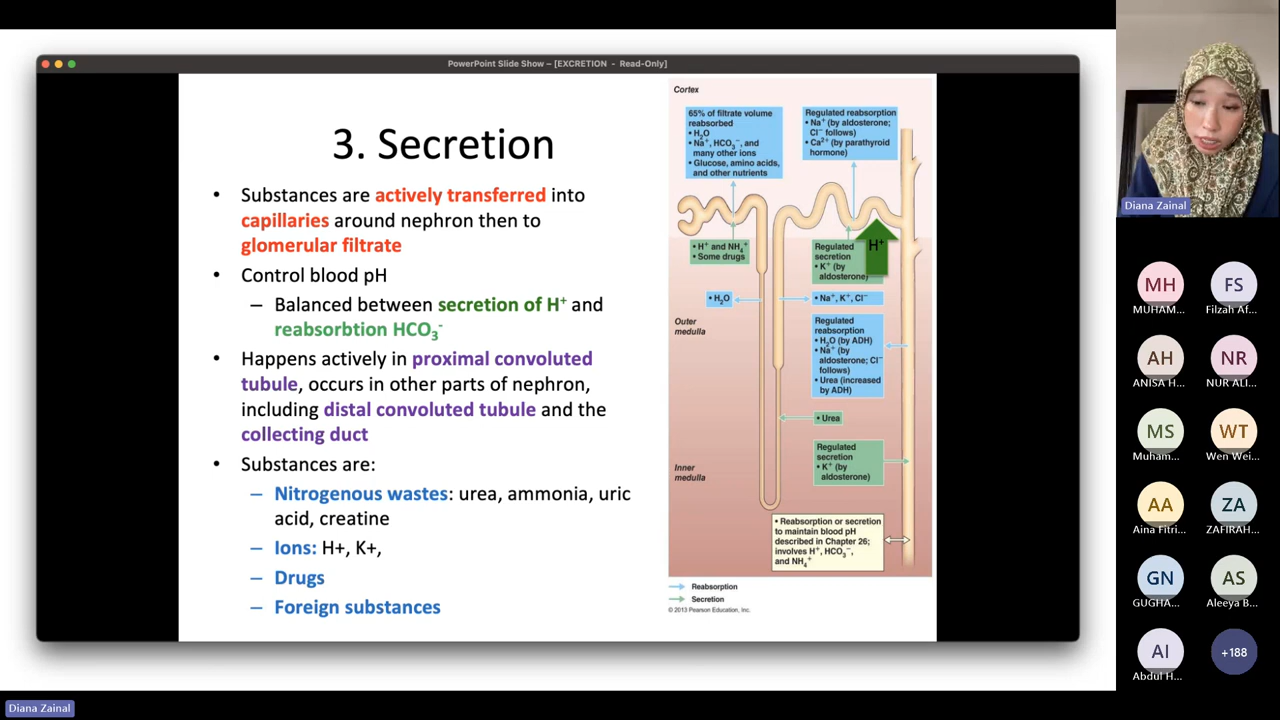 PowerPoint Slide Show – [EXCRETION - Read-Only]
3. Secretion
• Substances are actively transferred into
capillaries around nephron then to
glomerular filtrate
• Control blood pH
– Balanced between secretion of H⁺ and
reabsorbtion HCO₃⁻
• Happens actively in proximal convoluted
tubule, occurs in other parts of nephron,
including distal convoluted tubule and the
collecting duct
• Substances are:
– Nitrogenous wastes: urea, ammonia, uric
acid, creatine
– Ions: H+, K+,
– Drugs
– Foreign substances
Cortex
65% of filtrate volume
reabsorbed
• H₂O
• Na⁺, HCO₃⁻, and
many other ions
• Glucose, amino acids,
and other nutrients
Regulated reabsorption
• Na⁺ (by aldosterone;
Cl⁻ follows)
• Ca²⁺ (by parathyroid
hormone)
• H⁺ and NH₄⁺
• Some drugs
Regulated
secretion
• K⁺ (by
aldosterone)
H⁺
• H₂O
• Na⁺, K⁺, Cl⁻
Outer
medulla
Regulated
reabsorption
• H₂O (by ADH)
• Na⁺ (by
aldosterone; Cl⁻
follows)
• Urea (increased
by ADH)
• Urea
Regulated
secretion
• K⁺ (by
aldosterone)
Inner
medulla
• Reabsorption or secretion
to maintain blood pH
described in Chapter 26;
involves H⁺, HCO₃⁻,
and NH₄⁺
Reabsorption
Secretion
© 2013 Pearson Education, Inc.
Diana Zainal
MH
MUHAM...
FS
Filzah Af...
AH
ANISA H...
NR
NUR ALI...
MS
Muham...
WT
Wen Wei...
AA
Aina Fitri...
ZA
ZAFIRAH...
GN
GUGHA...
AS
Aleeya B...
AI
Abdul H...
+188
Diana Zainal